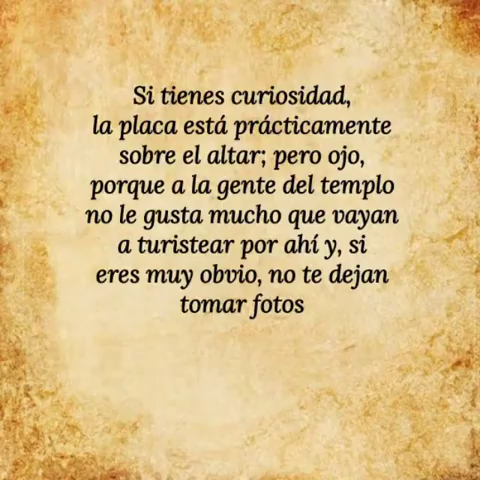 Si tienes curiosidad,
la placa está prácticamente
sobre el altar; pero ojo,
porque a la gente del templo
no le gusta mucho que vayan
a turistear por ahí y, si
eres muy obvio, no te dejan
tomar fotos